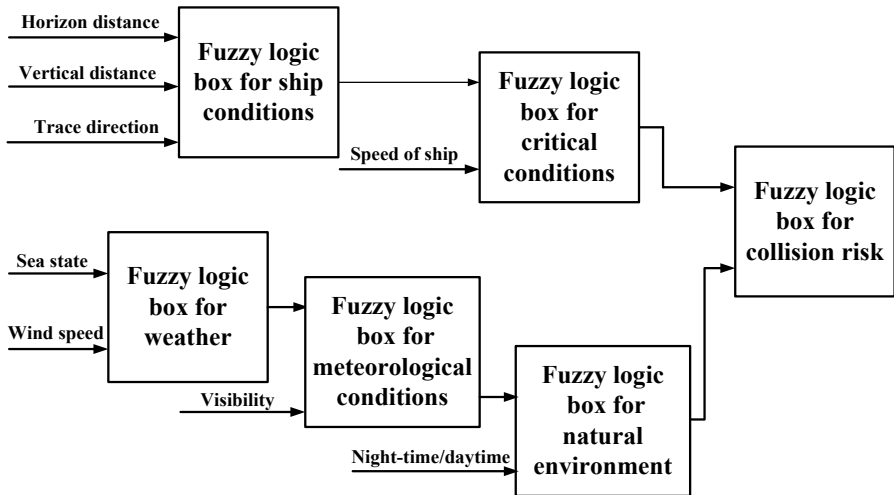 Horizon distance
Vertical distance
Trace direction
Fuzzy logic
box for ship
conditions
Speed of ship
Fuzzy logic
box for
critical
conditions
Fuzzy logic
box for
collision risk
Sea state
Wind speed
Fuzzy logic
box for
weather
Visibility
Fuzzy logic
box for
meteorological
conditions
Night-time/daytime
Fuzzy logic
box for
natural
environment